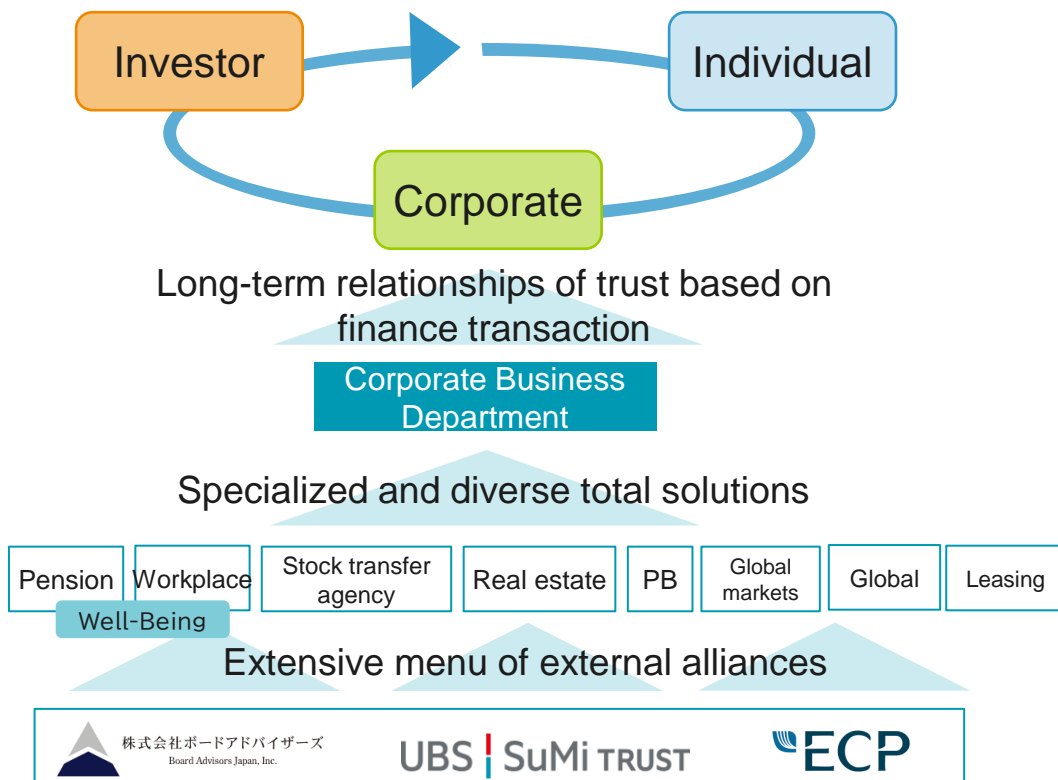 Investor
Individual
Corporate
Long-term relationships of trust based on
finance transaction
Corporate Business
Department
Specialized and diverse total solutions
Pension
Workplace
Stock transfer
agency
Real estate
PB
Global
markets
Global
Leasing
Well-Being
Extensive menu of external alliances
株式会社ボードアドバイザーズ
Board Advisors Japan, Inc.
UBS SuMi TRUST
ECP